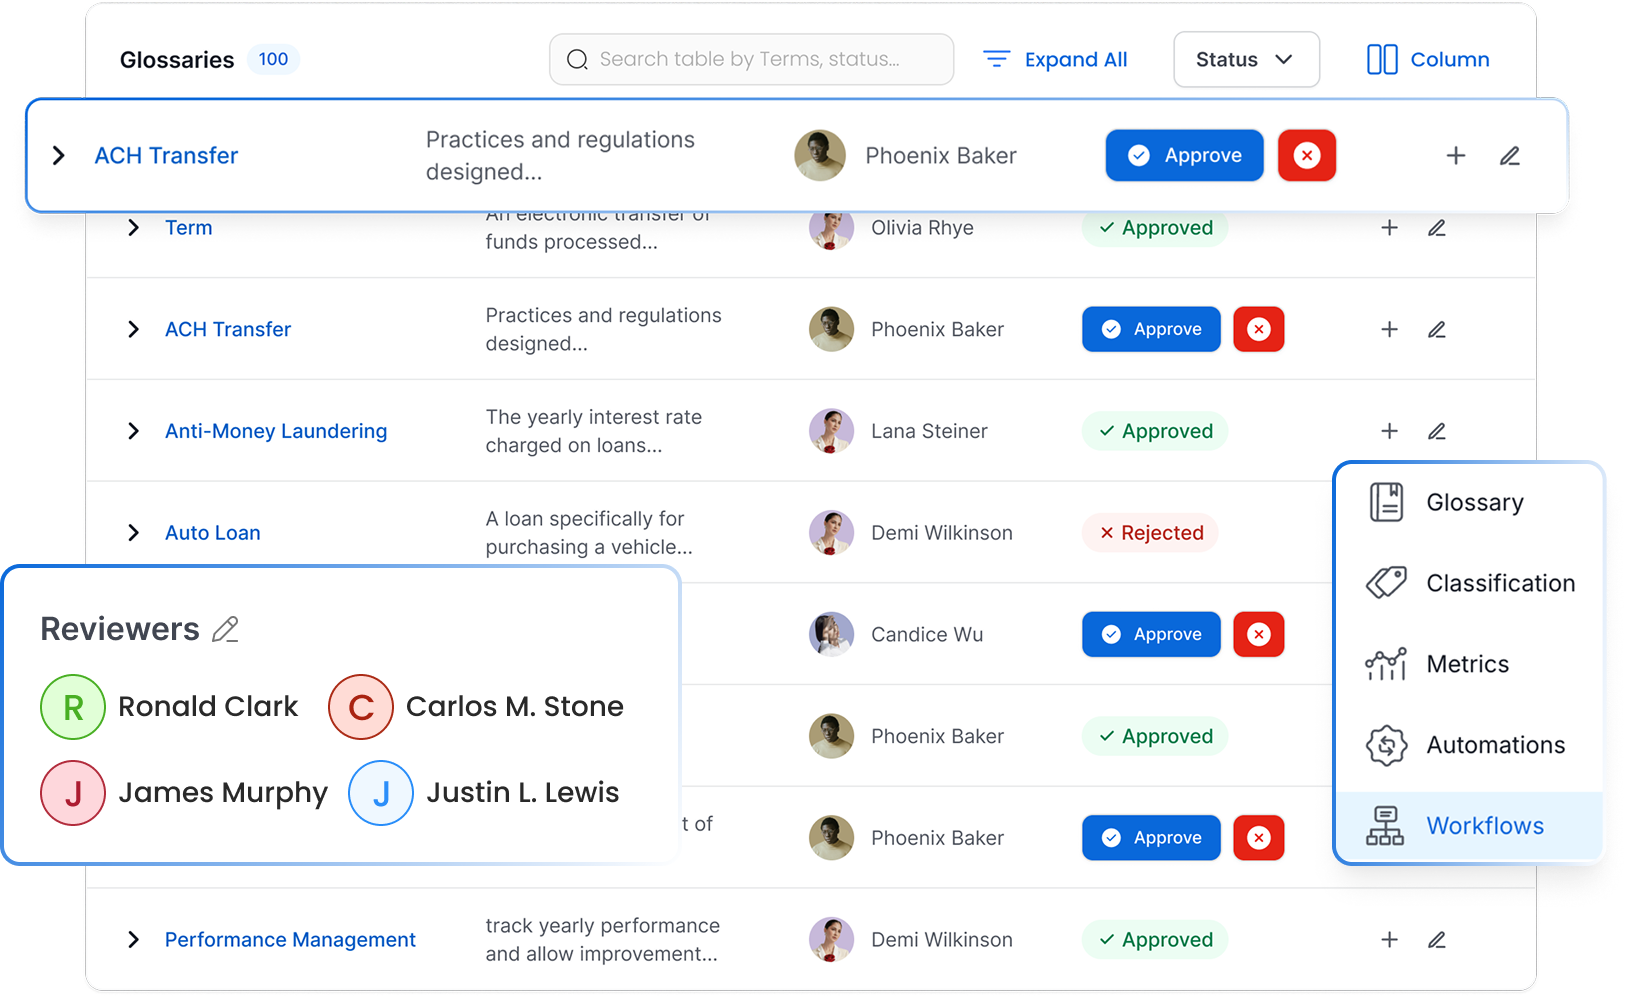 Glossaries 100 Search table by Terms, status... Expand All Status Column
ACH Transfer Practices and regulations designed... Phoenix Baker Approve
Term An electronic transfer of funds processed... Olivia Rhye Approved
ACH Transfer Practices and regulations designed... Phoenix Baker Approve
Anti-Money Laundering The yearly interest rate charged on loans... Lana Steiner Approved
Auto Loan A loan specifically for purchasing a vehicle... Demi Wilkinson Rejected
Candice Wu Approve
Phoenix Baker Approved
of Phoenix Baker Approve
Performance Management track yearly performance and allow improvement... Demi Wilkinson Approved
Reviewers
R Ronald Clark C Carlos M. Stone
J James Murphy J Justin L. Lewis
Glossary
Classification
Metrics
Automations
Workflows